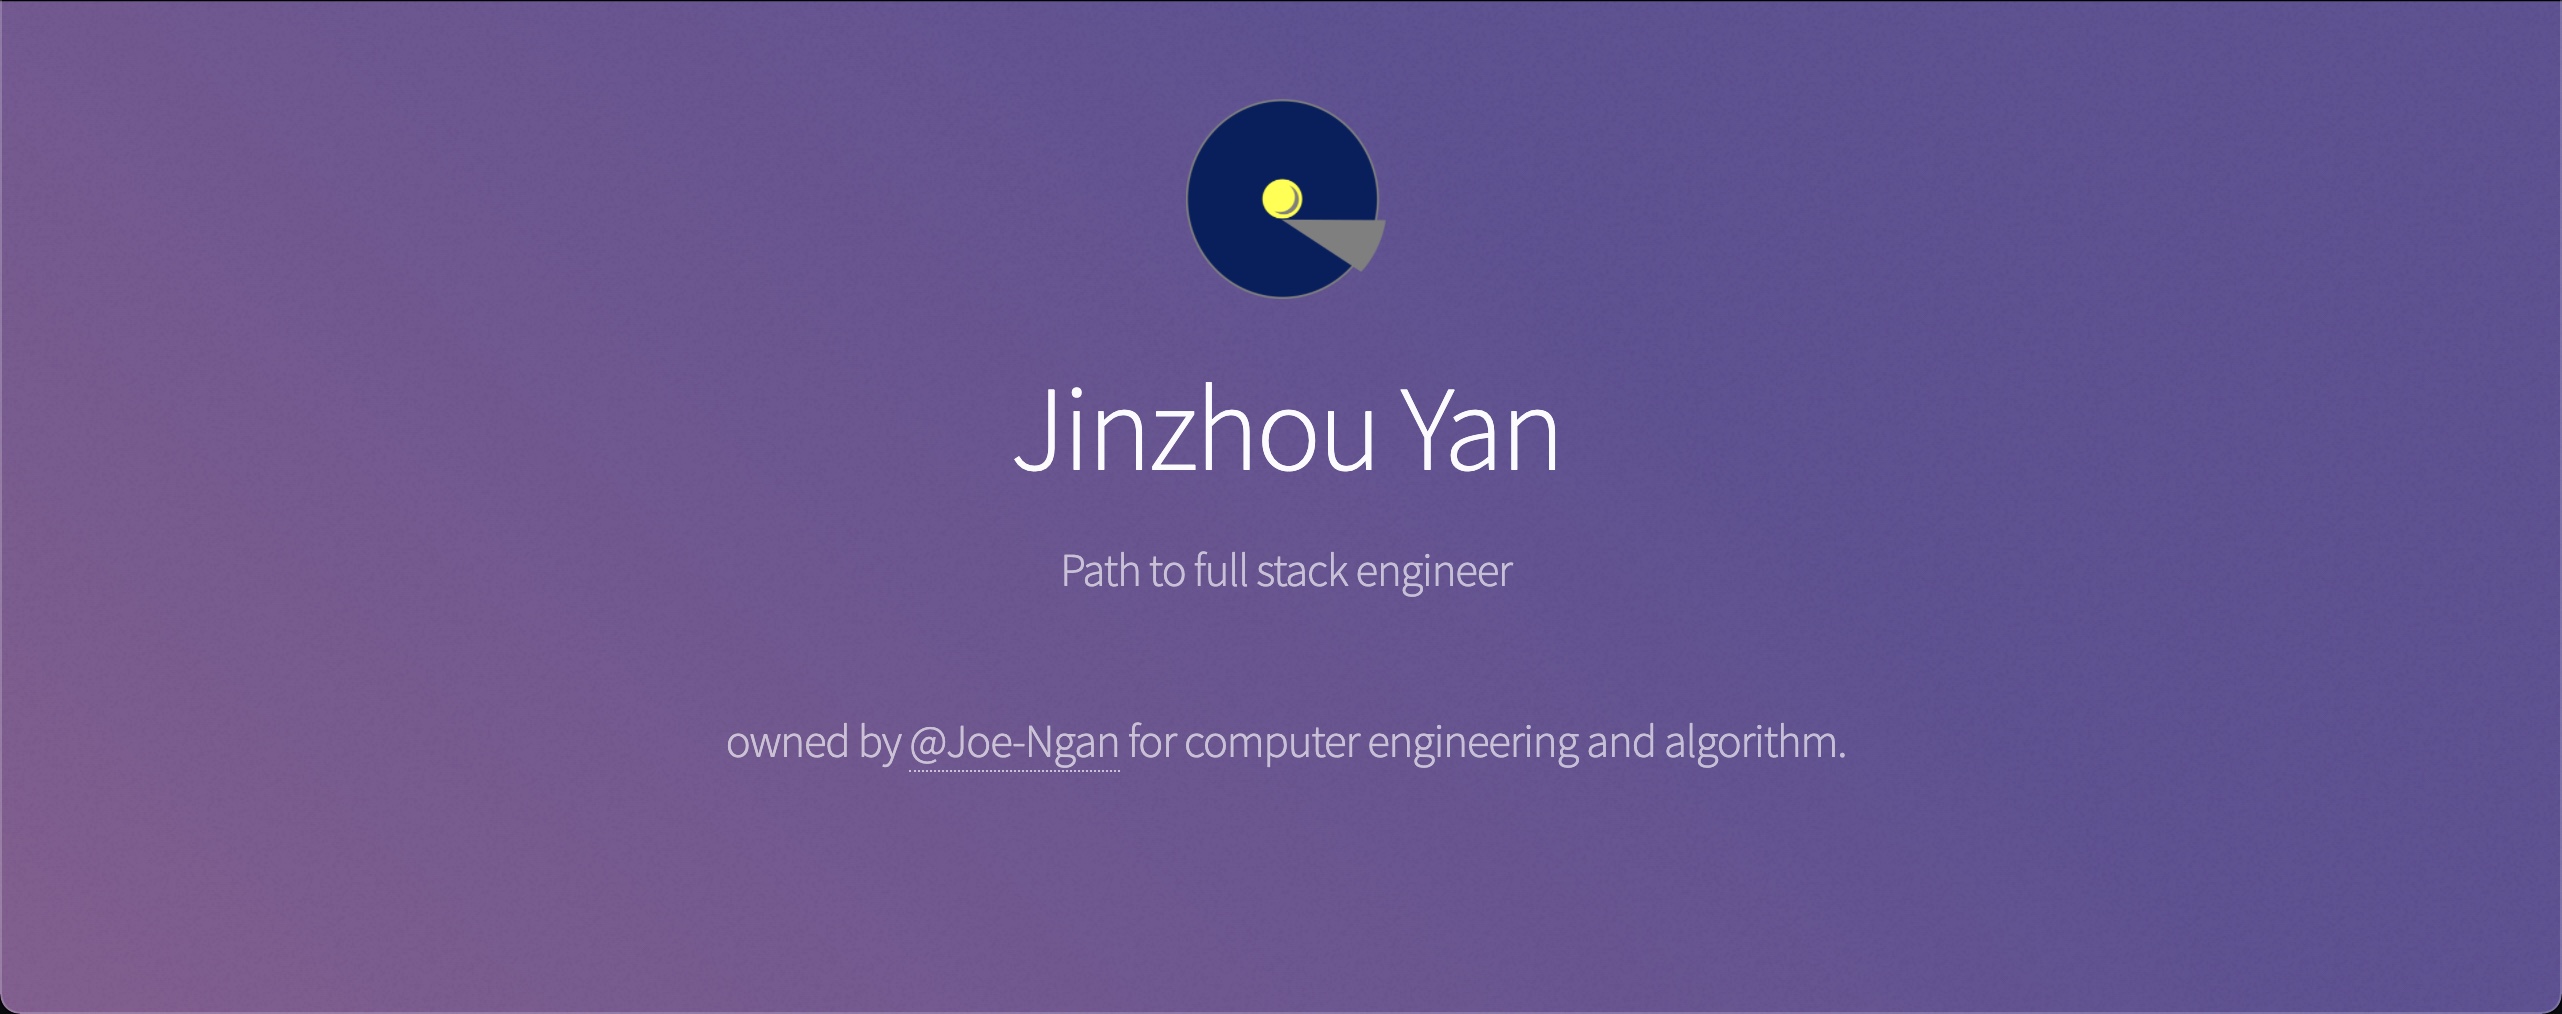 Jinzhou Yan
Path to full stack engineer
owned by @Joe-Ngan for computer engineering and algorithm.